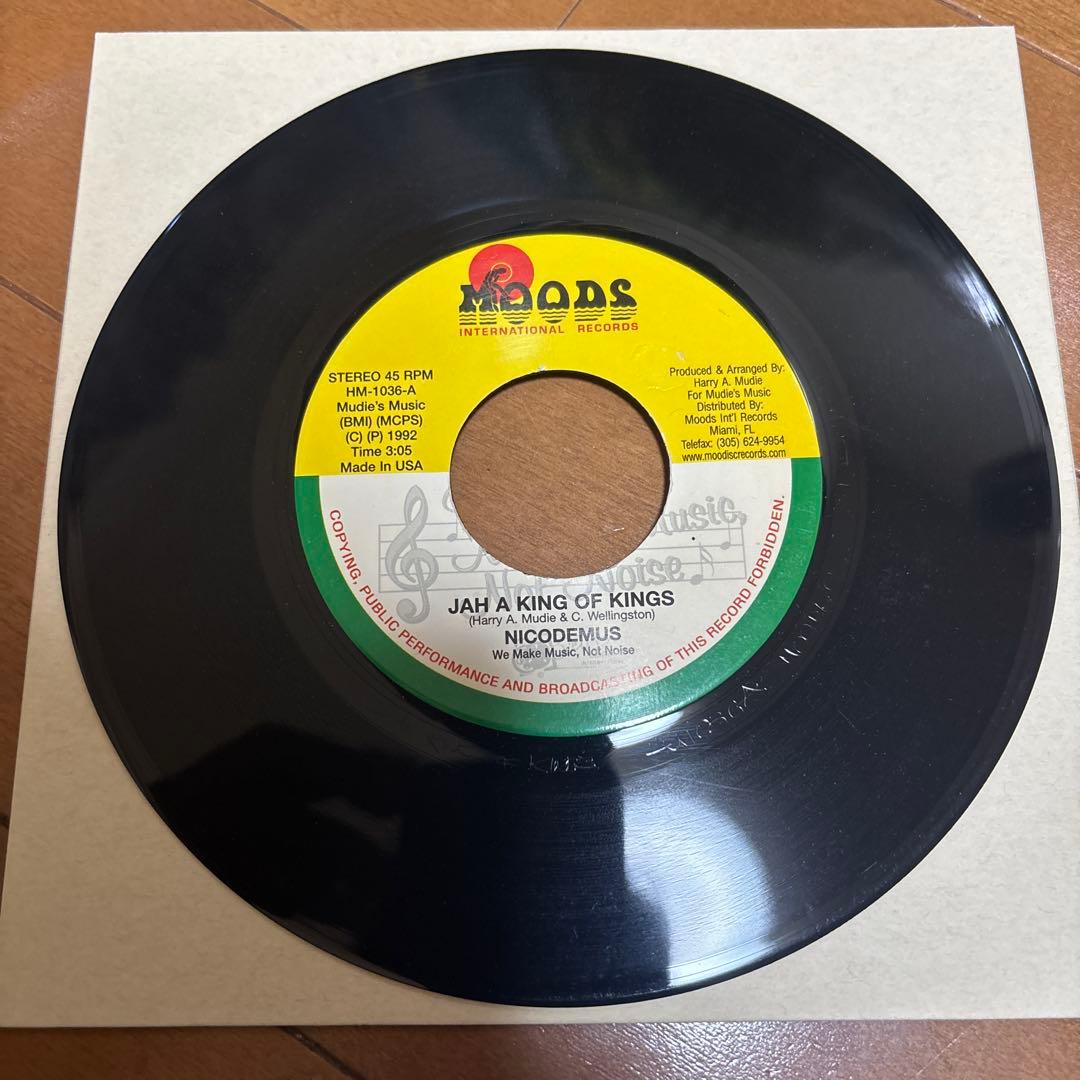 MOODS
INTERNATIONAL RECORDS
STEREO 45 RPM
HM-1036-A
Mudie's Music
(BMI) (MCPS)
(C) (P) 1992
Time 3:05
Made In USA
Produced & Arranged By:
Harry A. Mudie
For Mudie's Music
Distributed By:
Moods Int'l Records
Miami, FL
Telefax: (305) 624-9954
www.moodiscrecords.com
Music,
Not Noise
JAH A KING OF KINGS
(Harry A. Mudie & C. Wellingston)
NICODEMUS
We Make Music, Not Noise
COPYING, PUBLIC PERFORMANCE AND BROADCASTING OF THIS RECORD FORBIDDEN.